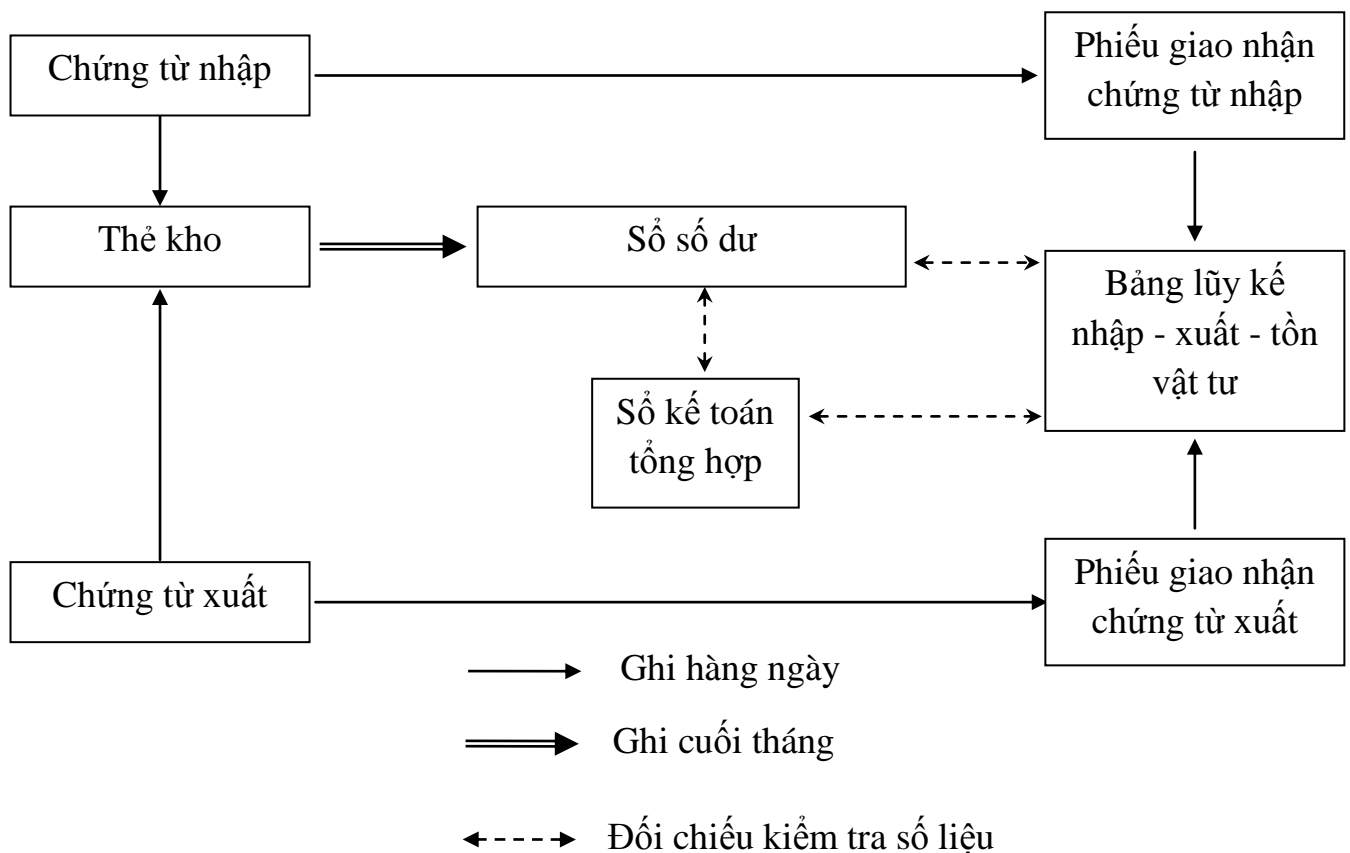 Chứng từ nhập
Phiếu giao nhận
chứng từ nhập
Thẻ kho
Sổ số dư
Bảng lũy kế
nhập - xuất - tồn
vật tư
Sổ kế toán
tổng hợp
Chứng từ xuất
Phiếu giao nhận
chứng từ xuất
Ghi hàng ngày
Ghi cuối tháng
Đối chiếu kiểm tra số liệu